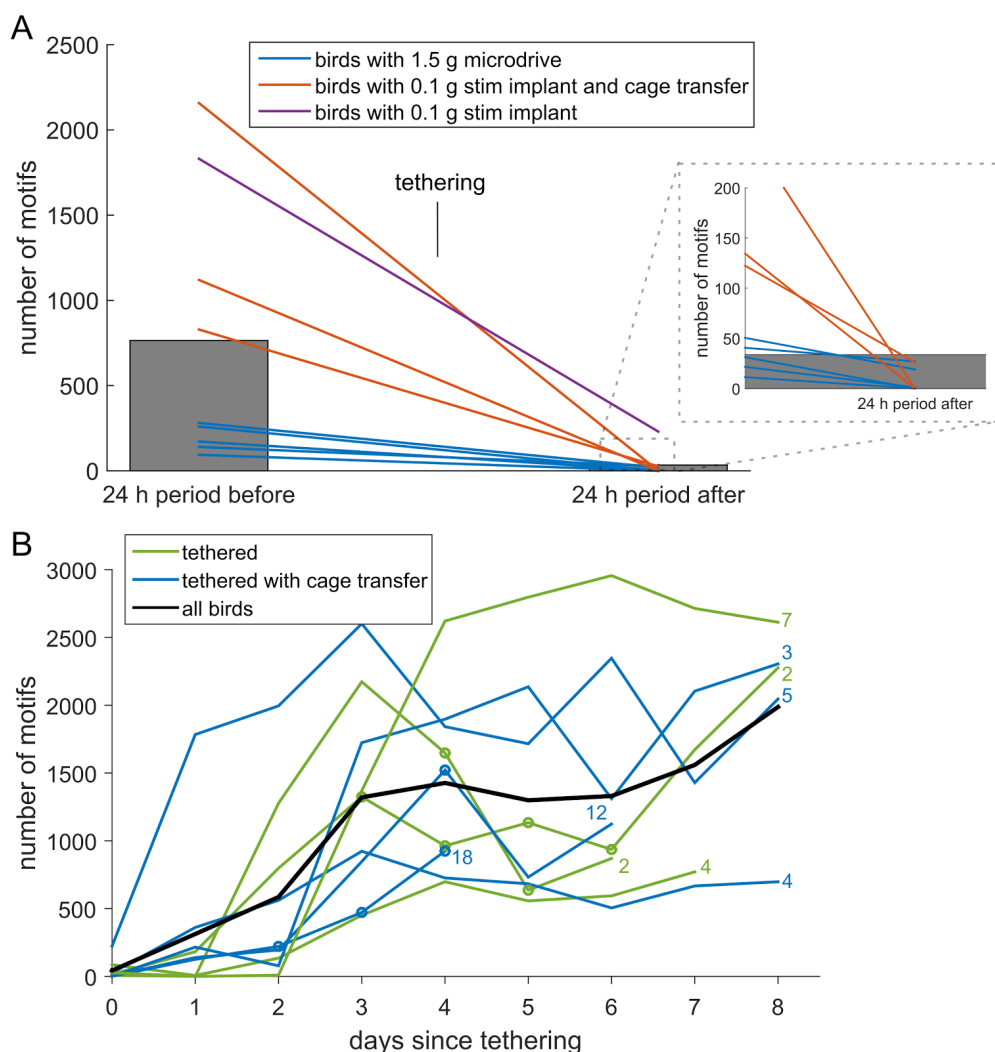 A
2500
2000
1500
1000
500
0
number of motifs
birds with 1.5 g microdrive
birds with 0.1 g stim implant and cage transfer
birds with 0.1 g stim implant
tethering
24 h period before
24 h period after
200
150
100
50
0
number of motifs
24 h period after
B
3000
2500
2000
1500
1000
500
0
number of motifs
tethered
tethered with cage transfer
all birds
7
3
2
5
12
18
2
4
4
0 1 2 3 4 5 6 7 8
days since tethering